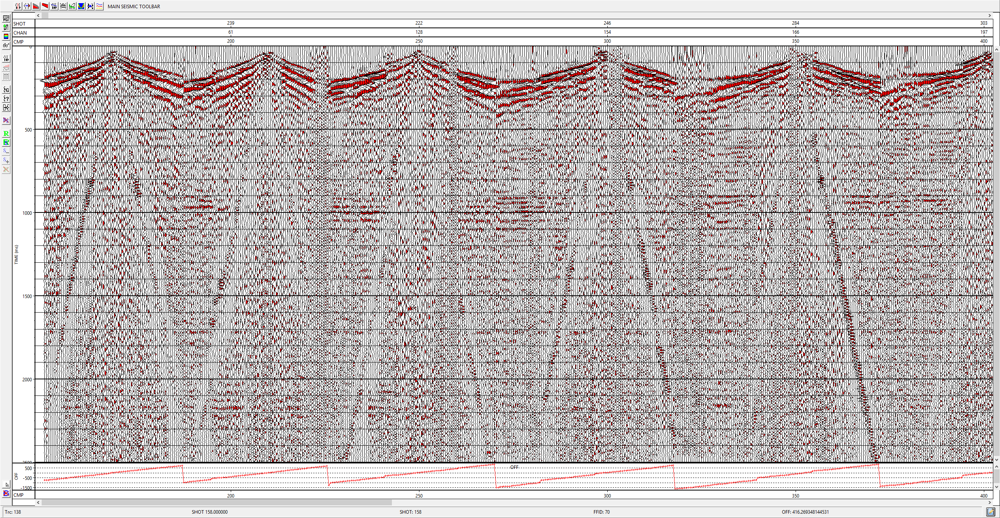 MAIN SEISMIC TOOLBAR
SHOT 239 222 246 284 303
CHAN 61 128 154 166 197
CMP 200 250 300 350 400
0
500
1000
TIME (ms)
1500
2000
2500
OFF
500
-500
-1500
OFF
CMP 200 250 300 350 400
Trc: 138 SHOT 158.000000 SHOT: 158 FFID: 70 OFF: 416.269348144531